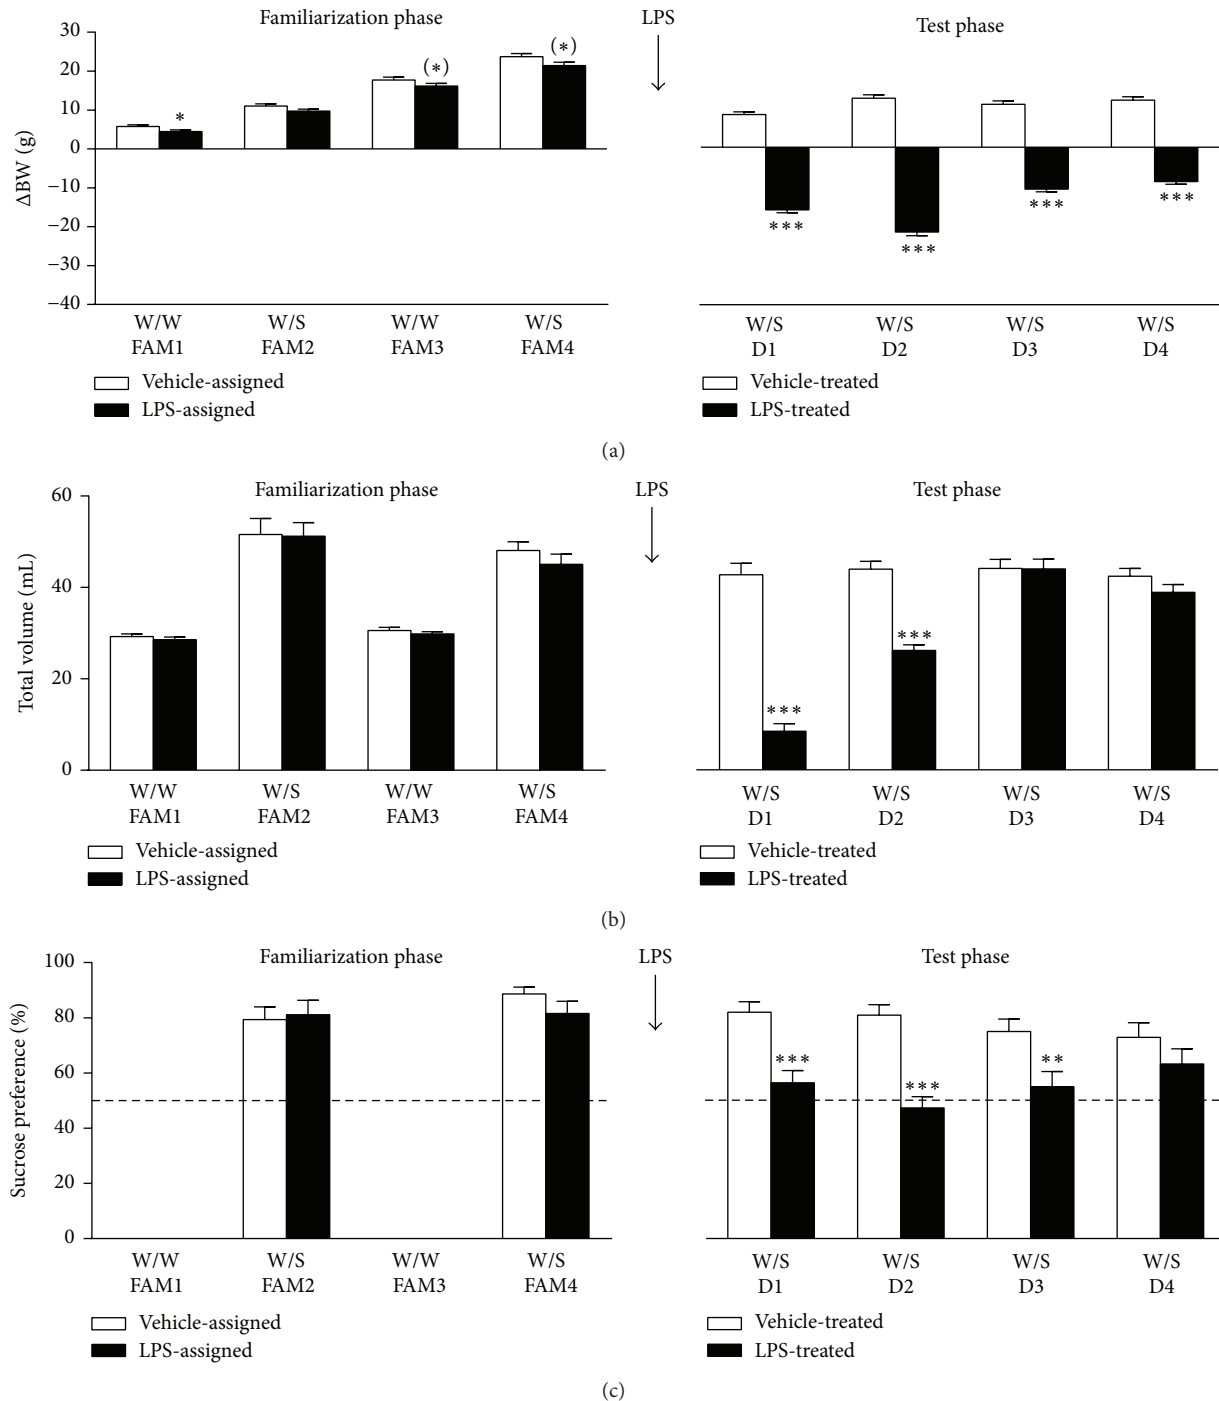 Familiarization phase
LPS
Test phase
30
20
10
0
−10
−20
−30
−40
ΔBW (g)
*
(*)
(*)
***
***
***
***
W/W
W/S
W/W
W/S
FAM1
FAM2
FAM3
FAM4
W/S
W/S
W/S
W/S
D1
D2
D3
D4
Vehicle-assigned
LPS-assigned
Vehicle-treated
LPS-treated
(a)
Familiarization phase
LPS
Test phase
60
40
20
0
Total volume (mL)
***
***
W/W
W/S
W/W
W/S
FAM1
FAM2
FAM3
FAM4
W/S
W/S
W/S
W/S
D1
D2
D3
D4
Vehicle-assigned
LPS-assigned
Vehicle-treated
LPS-treated
(b)
Familiarization phase
LPS
Test phase
100
80
60
40
20
0
Sucrose preference (%)
***
***
**
W/W
W/S
W/W
W/S
FAM1
FAM2
FAM3
FAM4
W/S
W/S
W/S
W/S
D1
D2
D3
D4
Vehicle-assigned
LPS-assigned
Vehicle-treated
LPS-treated
(c)